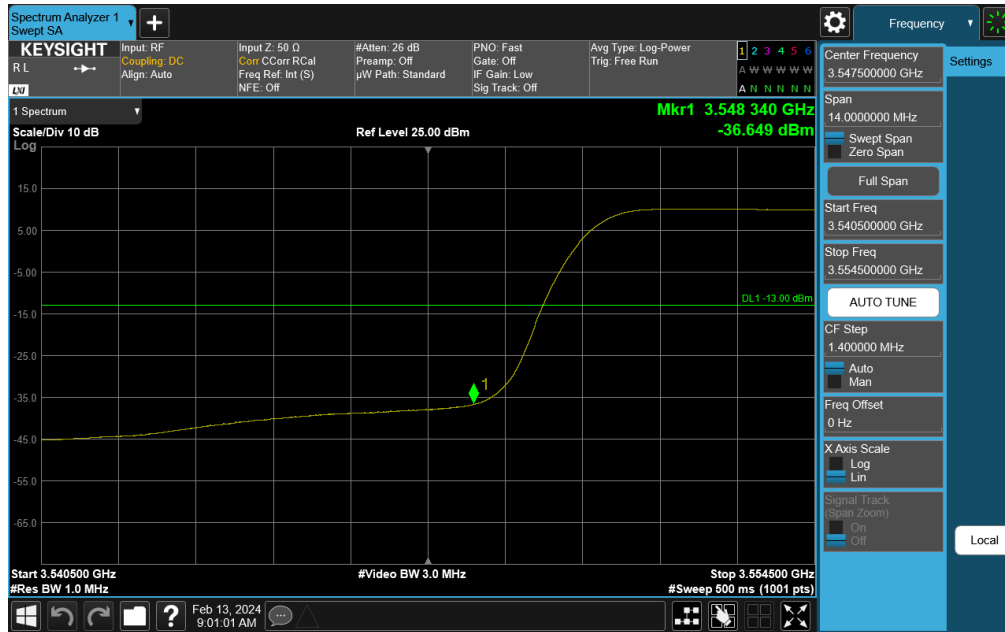 Spectrum Analyzer 1
Swept SA
Frequency
KEYSIGHT
R L
LXI
Input: RF
Coupling: DC
Align: Auto
Input Z: 50 Ω
Corr CCorr RCal
Freq Ref: Int (S)
NFE: Off
#Atten: 26 dB
Preamp: Off
µW Path: Standard
PNO: Fast
Gate: Off
IF Gain: Low
Sig Track: Off
Avg Type: Log-Power
Trig: Free Run
1 2 3 4 5 6
A W W W W W
A N N N N N
1 Spectrum
Scale/Div 10 dB
Log
Ref Level 25.00 dBm
Mkr1 3.548 340 GHz
-36.649 dBm
15.0
5.00
-5.00
-15.0
-25.0
-35.0
-45.0
-55.0
-65.0
DL1 -13.00 dBm
1
Start 3.540500 GHz
#Res BW 1.0 MHz
#Video BW 3.0 MHz
Stop 3.554500 GHz
#Sweep 500 ms (1001 pts)
Center Frequency
3.547500000 GHz
Span
14.0000000 MHz
Swept Span
Zero Span
Full Span
Start Freq
3.540500000 GHz
Stop Freq
3.554500000 GHz
AUTO TUNE
CF Step
1.400000 MHz
Auto
Man
Freq Offset
0 Hz
X Axis Scale
Log
Lin
Signal Track
(Span Zoom)
On
Off
Settings
Local
?
Feb 13, 2024
9:01:01 AM